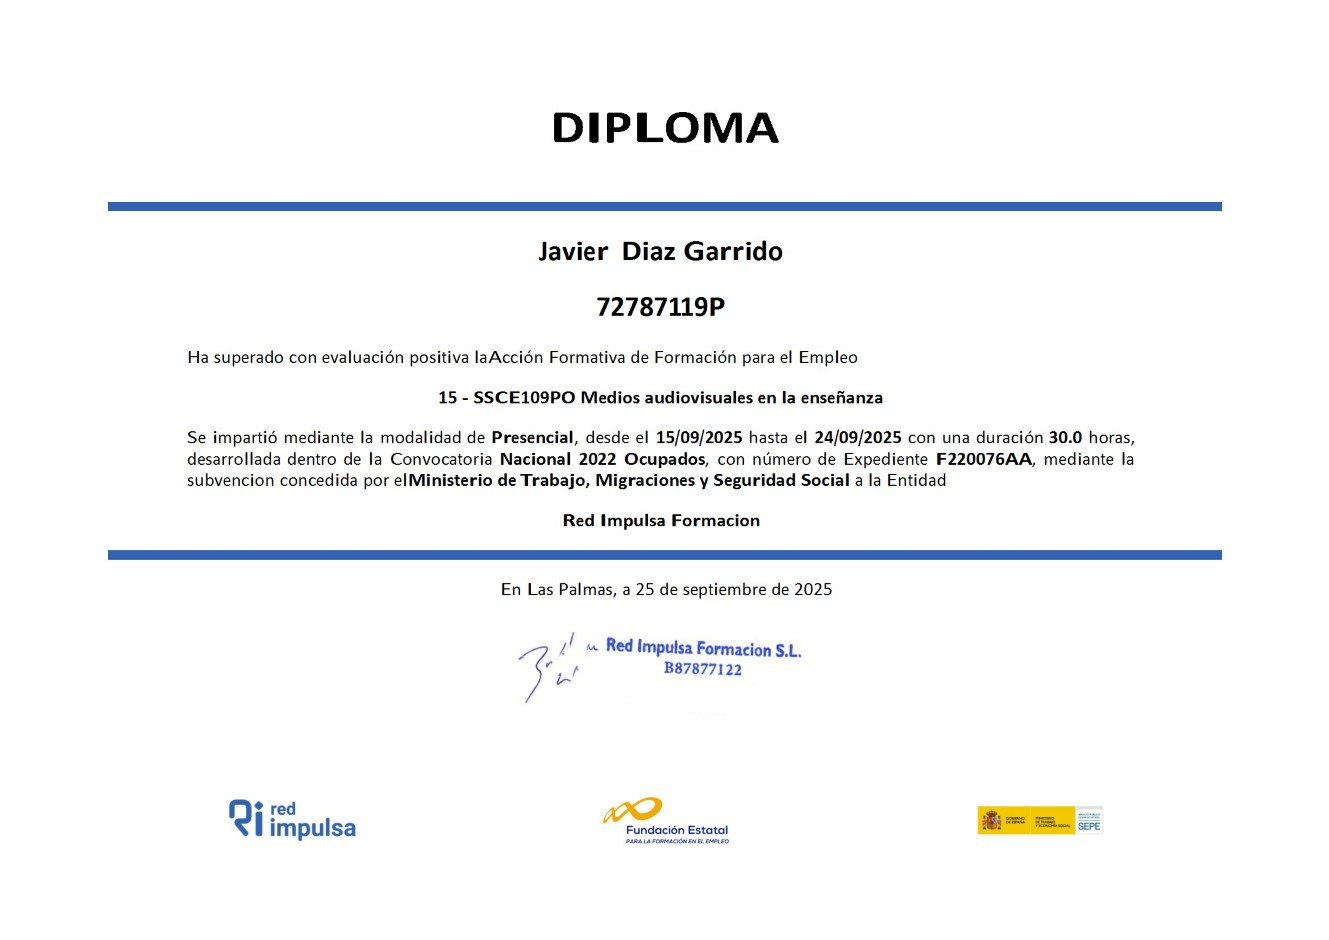 DIPLOMA
Javier Diaz Garrido
72787119P
Ha superado con evaluación positiva laAcción Formativa de Formación para el Empleo
15 - SSCE109PO Medios audiovisuales en la enseñanza
Se impartió mediante la modalidad de Presencial, desde el 15/09/2025 hasta el 24/09/2025 con una duración 30.0 horas,
desarrollada dentro de la Convocatoria Nacional 2022 Ocupados, con número de Expediente F220076AA, mediante la
subvencion concedida por elMinisterio de Trabajo, Migraciones y Seguridad Social a la Entidad
Red Impulsa Formacion
En Las Palmas, a 25 de septiembre de 2025
Red Impulsa Formacion S.L.
B87877122
red
impulsa
Fundación Estatal
PARA LA FORMACIÓN EN EL EMPLEO
GOBIERNO
DE ESPAÑA
MINISTERIO
DE TRABAJO
Y ECONOMÍA SOCIAL
SEPE